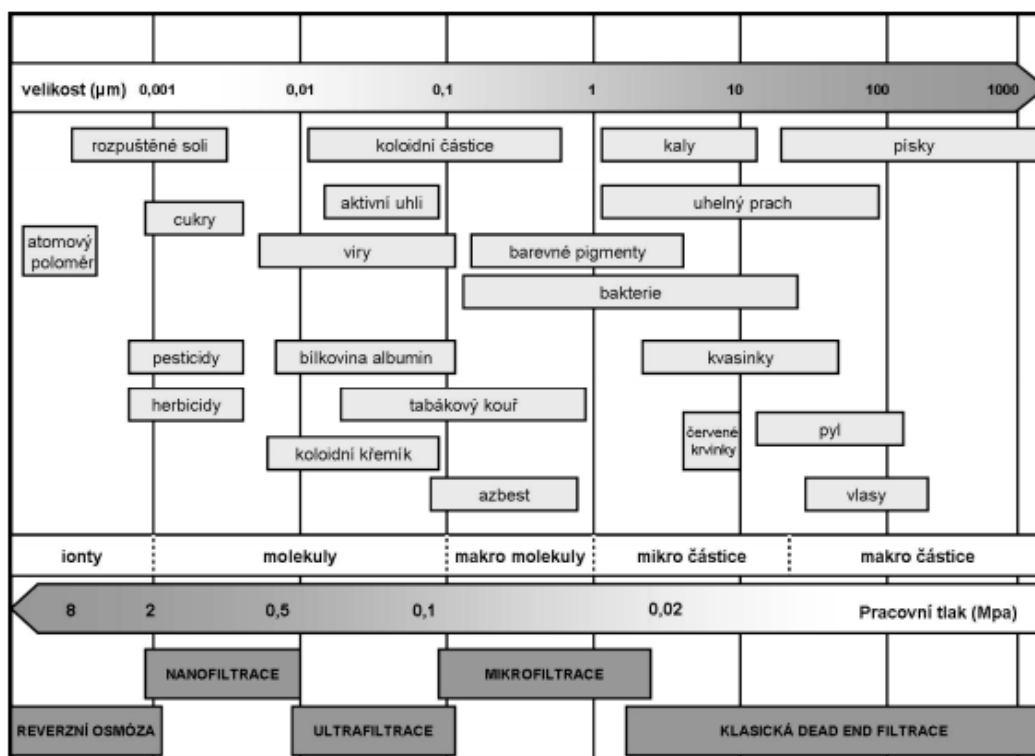 velikost (µm) 0,001 0,01 0,1 1 10 100 1000
rozpuštěné soli koloidní částice kaly písky
aktivní uhlí uhelný prach
cukry
atomový
poloměr
viry barevné pigmenty
bakterie
pesticidy bílkovina albumin kvasinky
herbicidy tabákový kouř
červené
krvinky
pyl
koloidní křemík
azbest vlasy
ionty molekuly makro molekuly mikro částice makro částice
8 2 0,5 0,1 0,02 Pracovní tlak (Mpa)
NANOFILTRACE MIKROFILTRACE
REVERZNÍ OSMÓZA ULTRAFILTRACE KLASICKÁ DEAD END FILTRACE